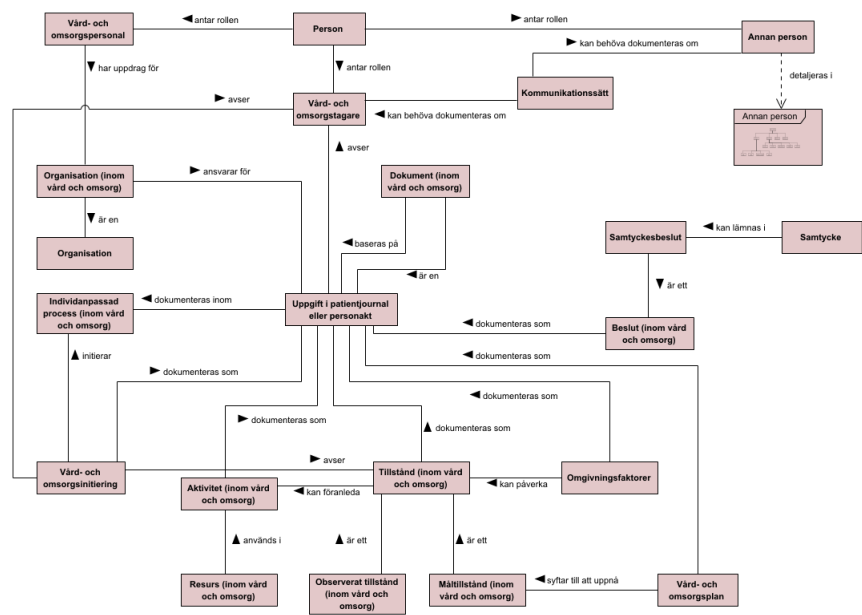 Vård- och
omsorgspersonal
antar rollen
Person
antar rollen
Annan person
har uppdrag för
antar rollen
kan behöva dokumenteras om
detaljeras i
Kommunikationssätt
avser
Vård- och
omsorgstagare
kan behöva dokumenteras om
Annan person
avser
Organisation (inom
vård och omsorg)
ansvarar för
Dokument (inom
vård och omsorg)
är en
baseras på
Samtyckesbeslut
kan lämnas i
Samtycke
Organisation
är en
är ett
Individanpassad
process (inom vård
och omsorg)
dokumenteras inom
Uppgift i patientjournal
eller personakt
dokumenteras som
Beslut (inom vård
och omsorg)
initierar
dokumenteras som
dokumenteras som
dokumenteras som
dokumenteras som
dokumenteras som
Vård- och
omsorgsinitiering
avser
Aktivitet (inom vård
och omsorg)
kan föranleda
Tillstånd (inom vård
och omsorg)
kan påverka
Omgivningsfaktorer
används i
är ett
är ett
Resurs (inom vård
och omsorg)
Observerat tillstånd
(inom vård och
omsorg)
Måltillstånd (inom
vård och omsorg)
syftar till att uppnå
Vård- och
omsorgsplan